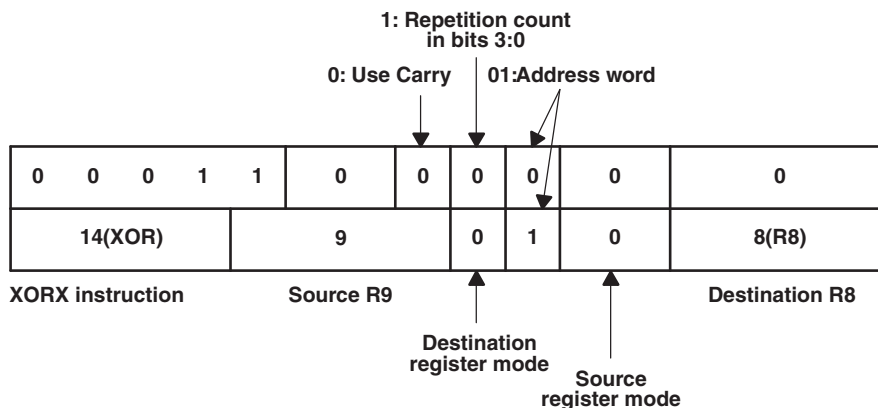 1: Repetition count
in bits 3:0
0: Use Carry
01:Address word
0 0 0 1 1 0 0 0 0 0 0
14(XOR) 9 0 1 0 8(R8)
XORX instruction Source R9 Destination R8
Destination
register mode
Source
register mode